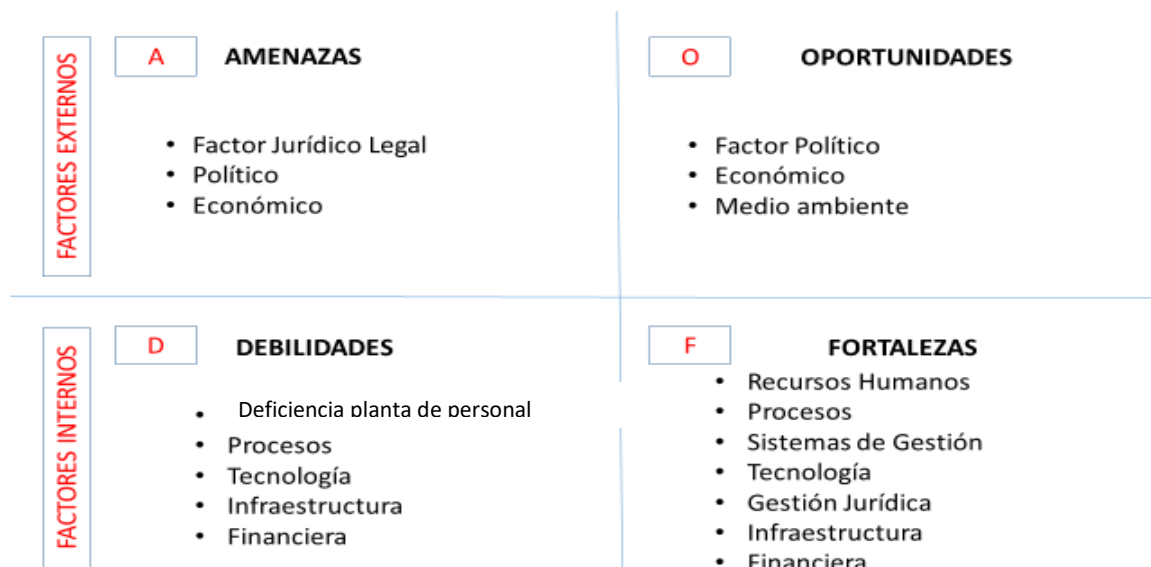 FACTORES EXTERNOS
A
AMENAZAS
• Factor Jurídico Legal
• Político
• Económico
O
OPORTUNIDADES
• Factor Político
• Económico
• Medio ambiente
FACTORES INTERNOS
D
DEBILIDADES
• Deficiencia planta de personal
• Procesos
• Tecnología
• Infraestructura
• Financiera
F
FORTALEZAS
• Recursos Humanos
• Procesos
• Sistemas de Gestión
• Tecnología
• Gestión Jurídica
• Infraestructura
• Financiera